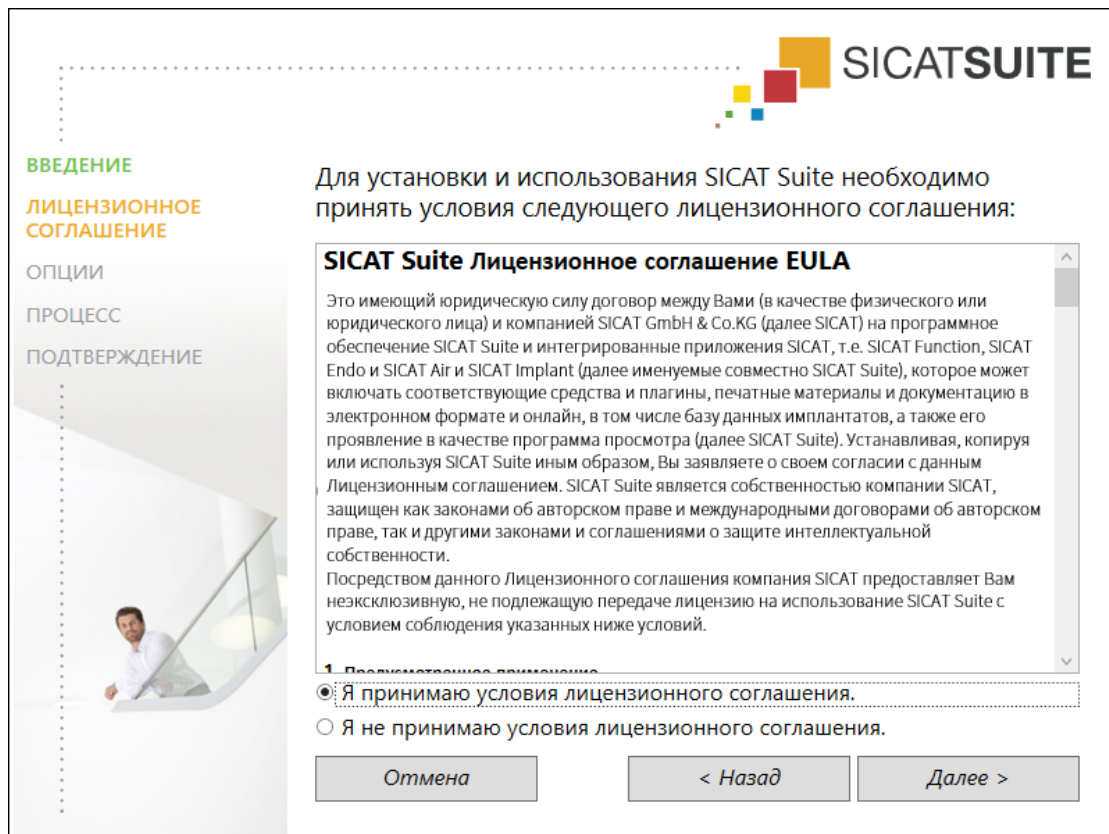 SICATSUITE
ВВЕДЕНИЕ
ЛИЦЕНЗИОННОЕ
СОГЛАШЕНИЕ
ОПЦИИ
ПРОЦЕСС
ПОДТВЕРЖДЕНИЕ
Для установки и использования SICAT Suite необходимо
принять условия следующего лицензионного соглашения:
SICAT Suite Лицензионное соглашение EULA
Это имеющий юридическую силу договор между Вами (в качестве физического или
юридического лица) и компанией SICAT GmbH & Co.KG (далее SICAT) на программное
обеспечение SICAT Suite и интегрированные приложения SICAT, т.е. SICAT Function, SICAT
Endo и SICAT Air и SICAT Implant (далее именуемые совместно SICAT Suite), которое может
включать соответствующие средства и плагины, печатные материалы и документацию в
электронном формате и онлайн, в том числе базу данных имплантатов, а также его
проявление в качестве программа просмотра (далее SICAT Suite). Устанавливая, копируя
или используя SICAT Suite иным образом, Вы заявляете о своем согласии с данным
Лицензионным соглашением. SICAT Suite является собственностью компании SICAT,
защищен как законами об авторском праве и международными договорами об авторском
праве, так и другими законами и соглашениями о защите интеллектуальной
собственности.
Посредством данного Лицензионного соглашения компания SICAT предоставляет Вам
неэксклюзивную, не подлежащую передаче лицензию на использование SICAT Suite с
условием соблюдения указанных ниже условий.
1. Предусмотренное применение
Я принимаю условия лицензионного соглашения.
Я не принимаю условия лицензионного соглашения.
Отмена
< Назад
Далее >